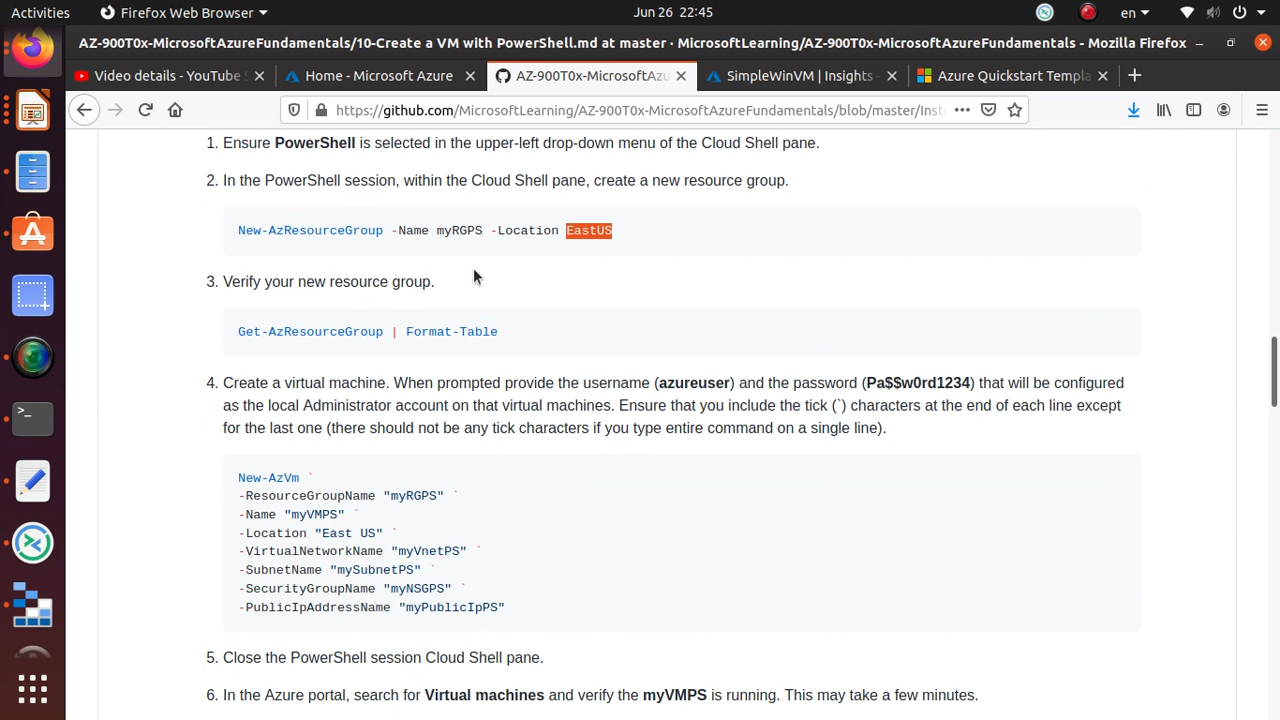 Activities
Firefox Web Browser
Jun 26 22:45
en
AZ-900T0x-MicrosoftAzureFundamentals/10-Create a VM with PowerShell.md at master · MicrosoftLearning/AZ-900T0x-MicrosoftAzureFundamentals - Mozilla Firefox
Video details - YouTube S
Home - Microsoft Azure
AZ-900T0x-MicrosoftAzu
SimpleWinVM | Insights -
Azure Quickstart Templa
https://github.com/MicrosoftLearning/AZ-900T0x-MicrosoftAzureFundamentals/blob/master/Inst
1. Ensure PowerShell is selected in the upper-left drop-down menu of the Cloud Shell pane.
2. In the PowerShell session, within the Cloud Shell pane, create a new resource group.
New-AzResourceGroup -Name myRGPS -Location EastUS
3. Verify your new resource group.
Get-AzResourceGroup | Format-Table
4. Create a virtual machine. When prompted provide the username (azureuser) and the password (Pa$$w0rd1234) that will be configured
as the local Administrator account on that virtual machines. Ensure that you include the tick (`) characters at the end of each line except
for the last one (there should not be any tick characters if you type entire command on a single line).
New-AzVm `
-ResourceGroupName "myRGPS" `
-Name "myVMPS" `
-Location "East US" `
-VirtualNetworkName "myVnetPS" `
-SubnetName "mySubnetPS" `
-SecurityGroupName "myNSGPS" `
-PublicIpAddressName "myPublicIpPS"
5. Close the PowerShell session Cloud Shell pane.
6. In the Azure portal, search for Virtual machines and verify the myVMPS is running. This may take a few minutes.